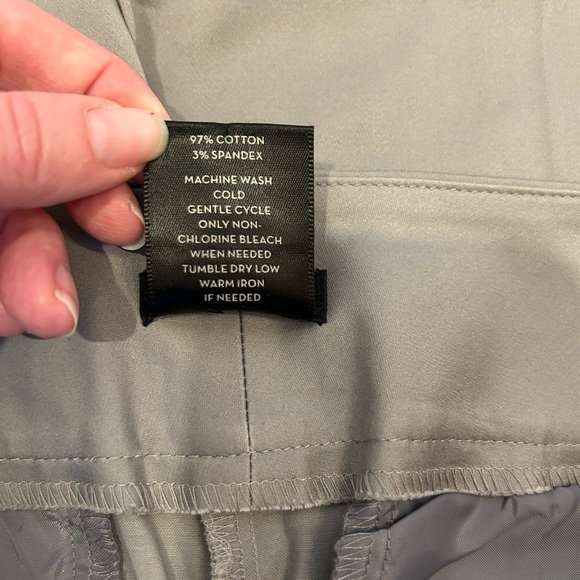 97% COTTON
3% SPANDEX
MACHINE WASH
COLD
GENTLE CYCLE
ONLY NON-
CHLORINE BLEACH
WHEN NEEDED
TUMBLE DRY LOW
WARM IRON
IF NEEDED